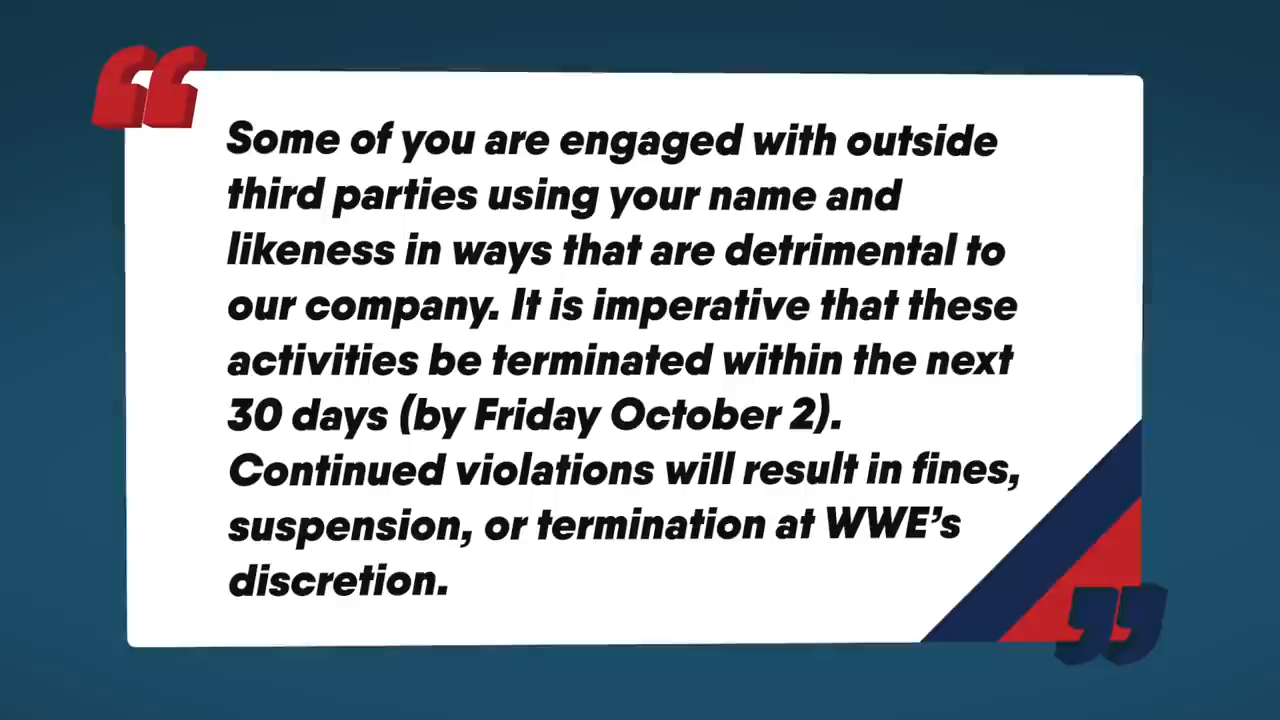 Some of you are engaged with outside
third parties using your name and
likeness in ways that are detrimental to
our company. It is imperative that these
activities be terminated within the next
30 days (by Friday October 2).
Continued violations will result in fines,
suspension, or termination at WWE’s
discretion.